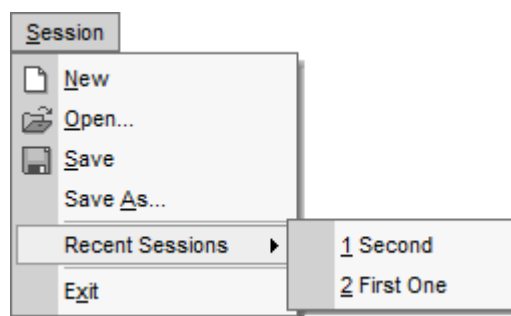 Session
New
Open...
Save
Save As...
Recent Sessions
1 Second
2 First One
Exit